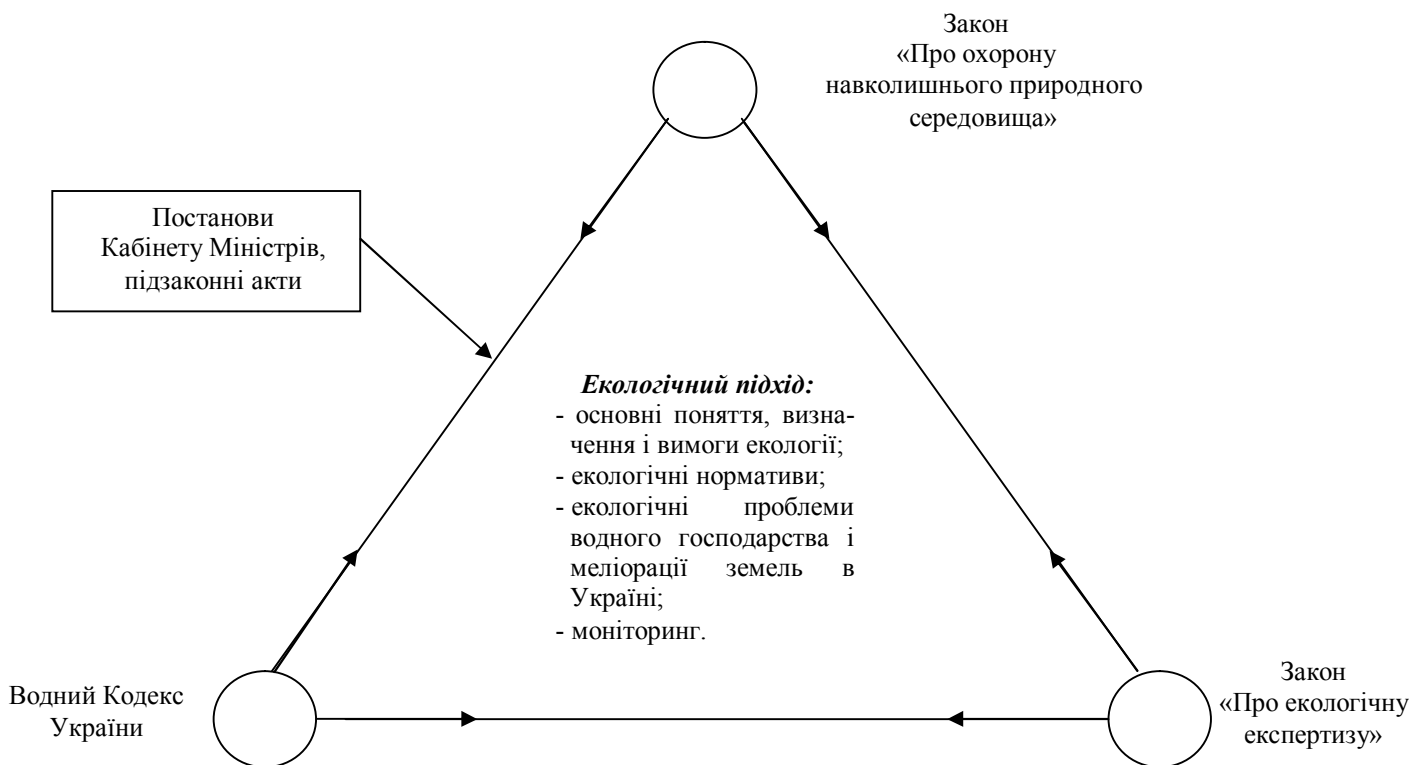 Закон
«Про охорону
навколишнього природного
середовища»
Постанови
Кабінету Міністрів,
підзаконні акти
Екологічний підхід:
- основні поняття, визна-
чення і вимоги екології;
- екологічні нормативи;
- екологічні проблеми
водного господарства і
меліорації земель в
Україні;
- моніторинг.
Водний Кодекс
України
Закон
«Про екологічну
експертизу»